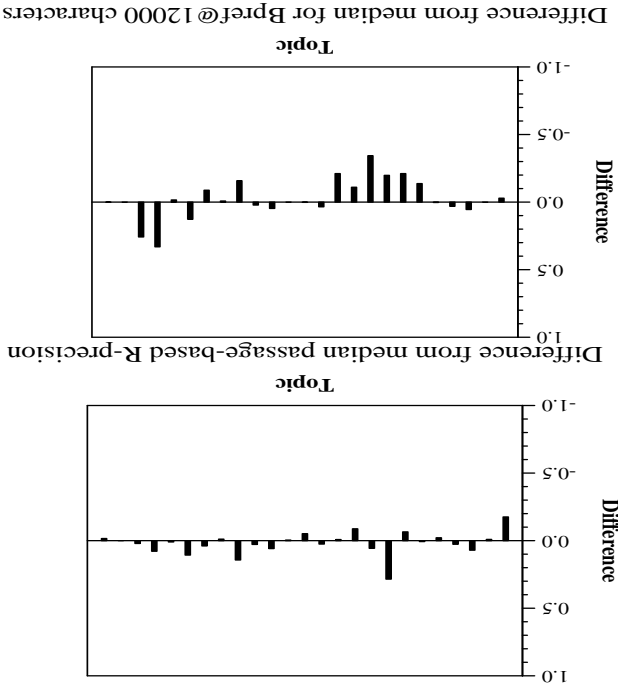 1.0
0.5
0.0
-0.5
-1.0
Difference
Topic
Difference from median passage-based R-precision
1.0
0.5
0.0
-0.5
-1.0
Difference
Topic
Difference from median for Bpref@12000 characters